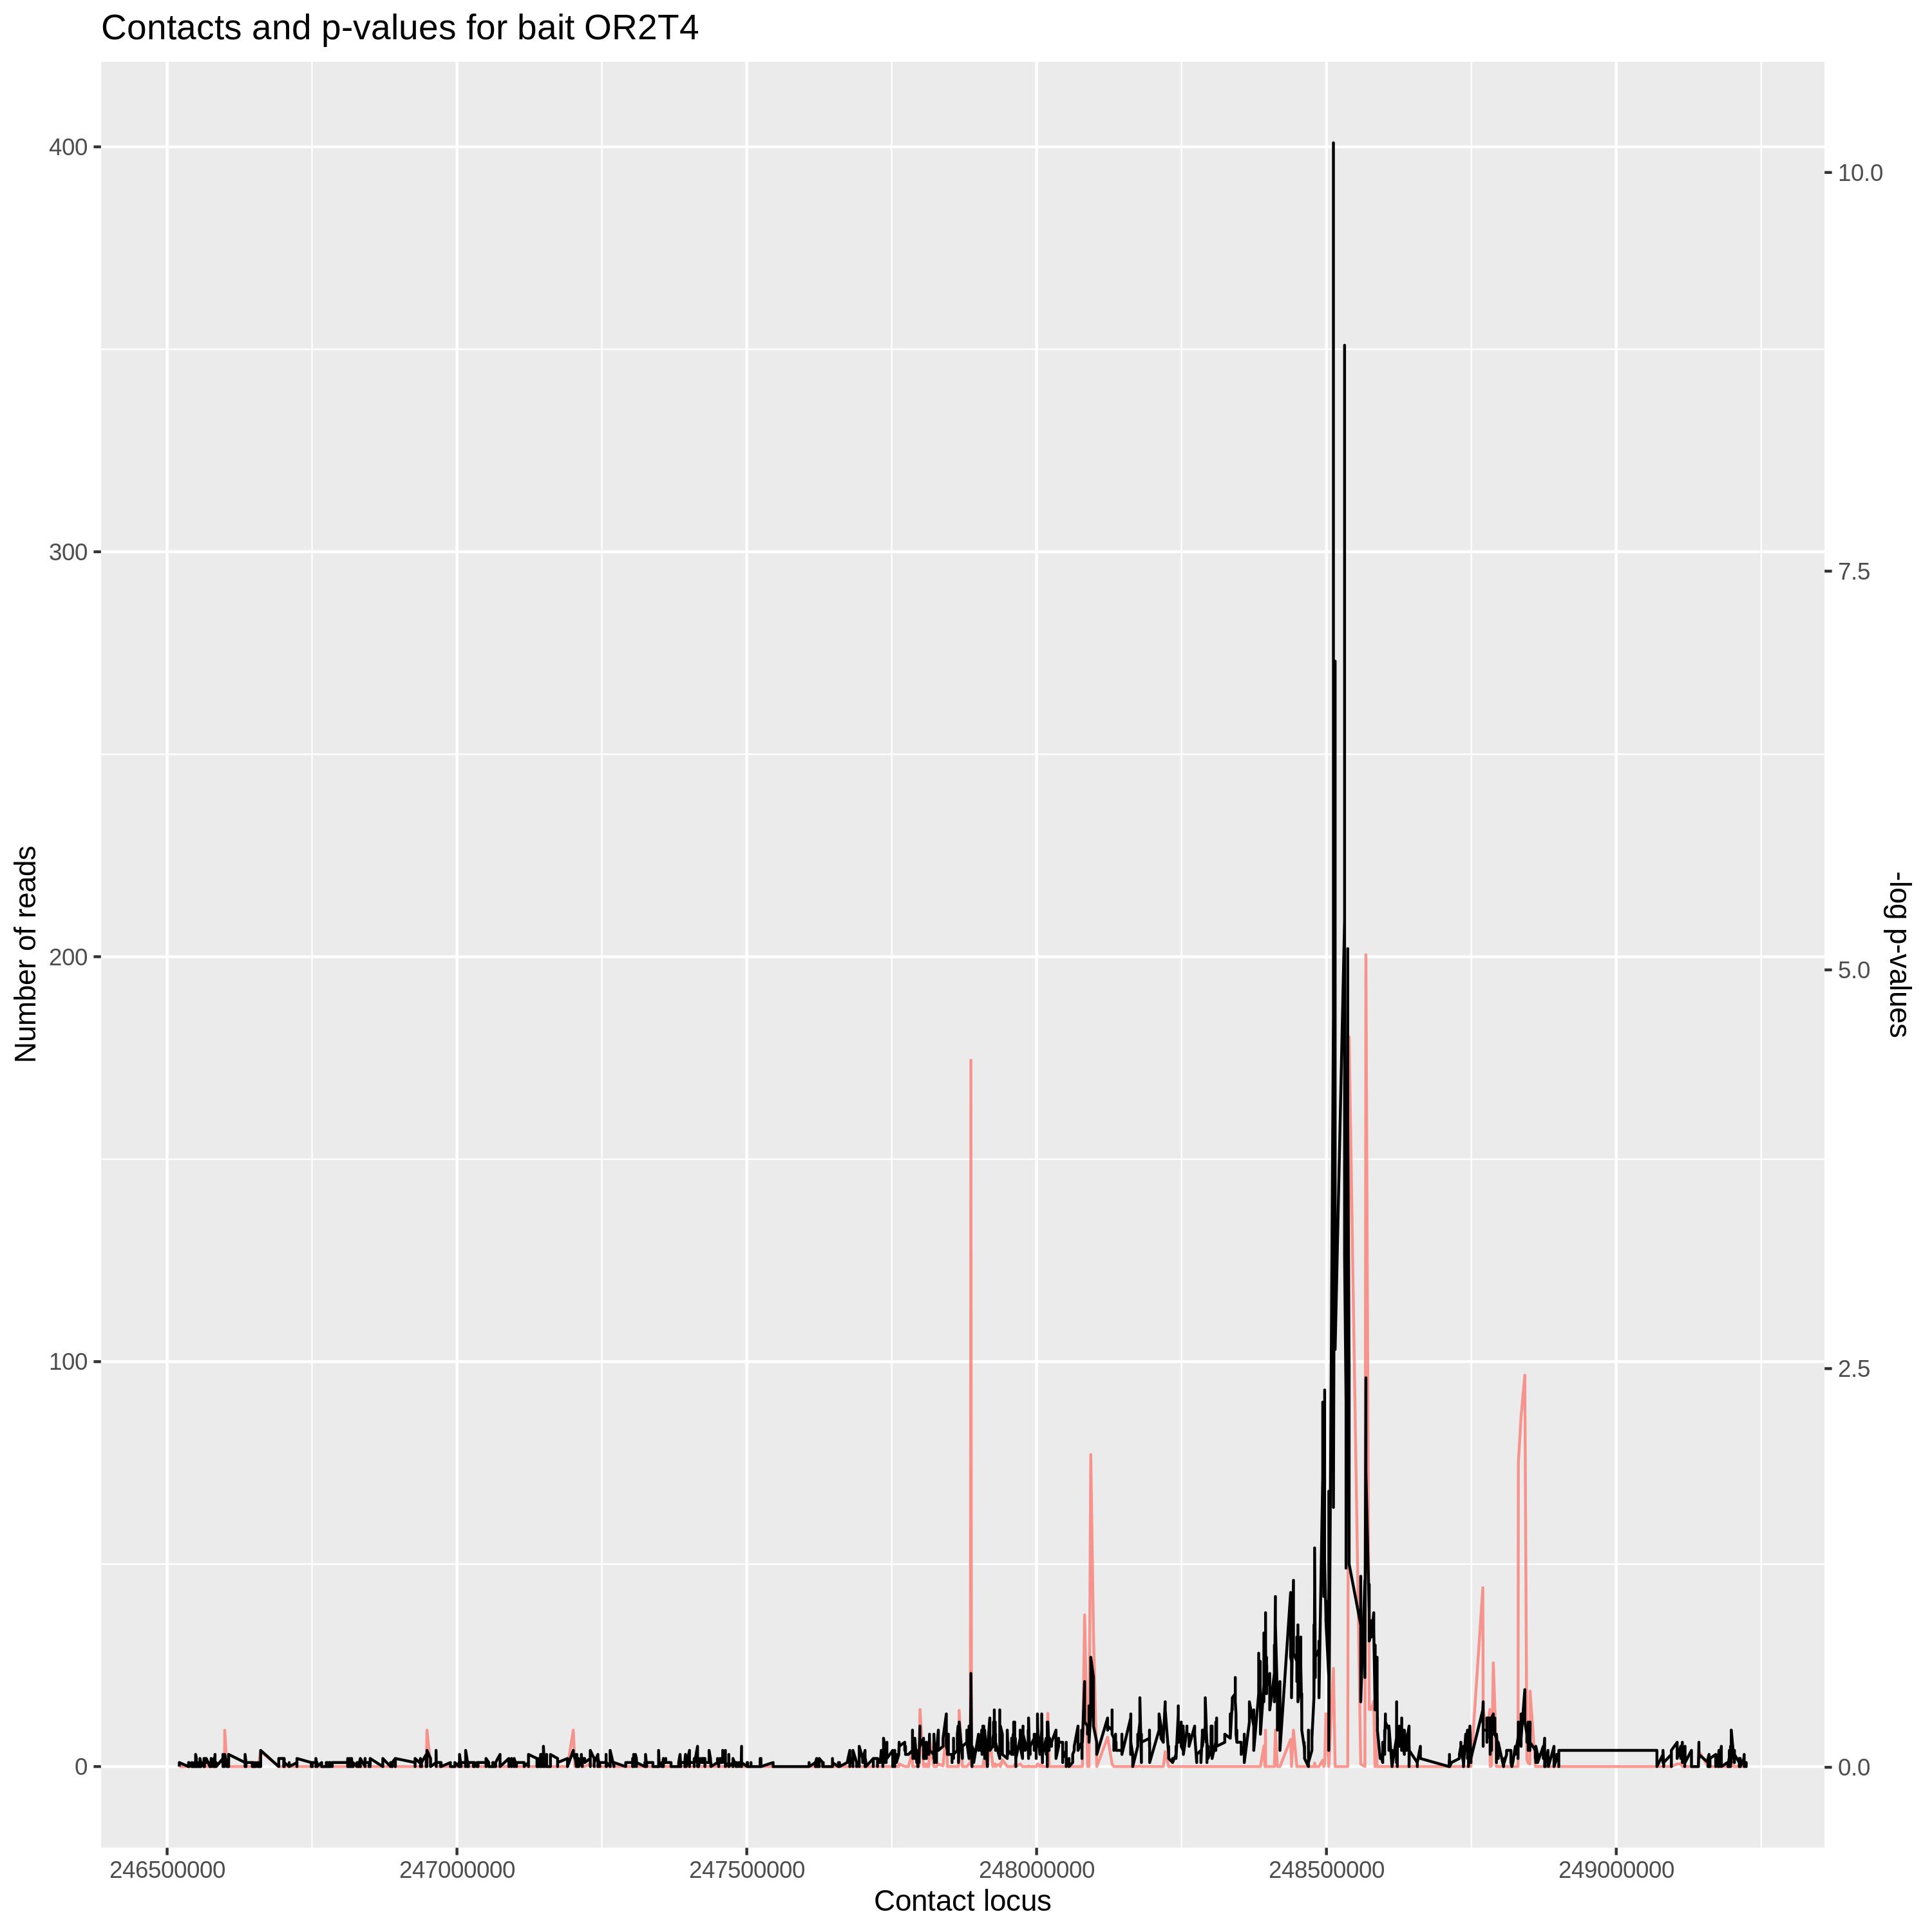 Contacts and p-values for bait OR2T4
400
300
200
100
0
Number of reads
10.0
7.5
5.0
2.5
0.0
-log p-values
246500000 247000000 247500000 248000000 248500000 249000000
Contact locus